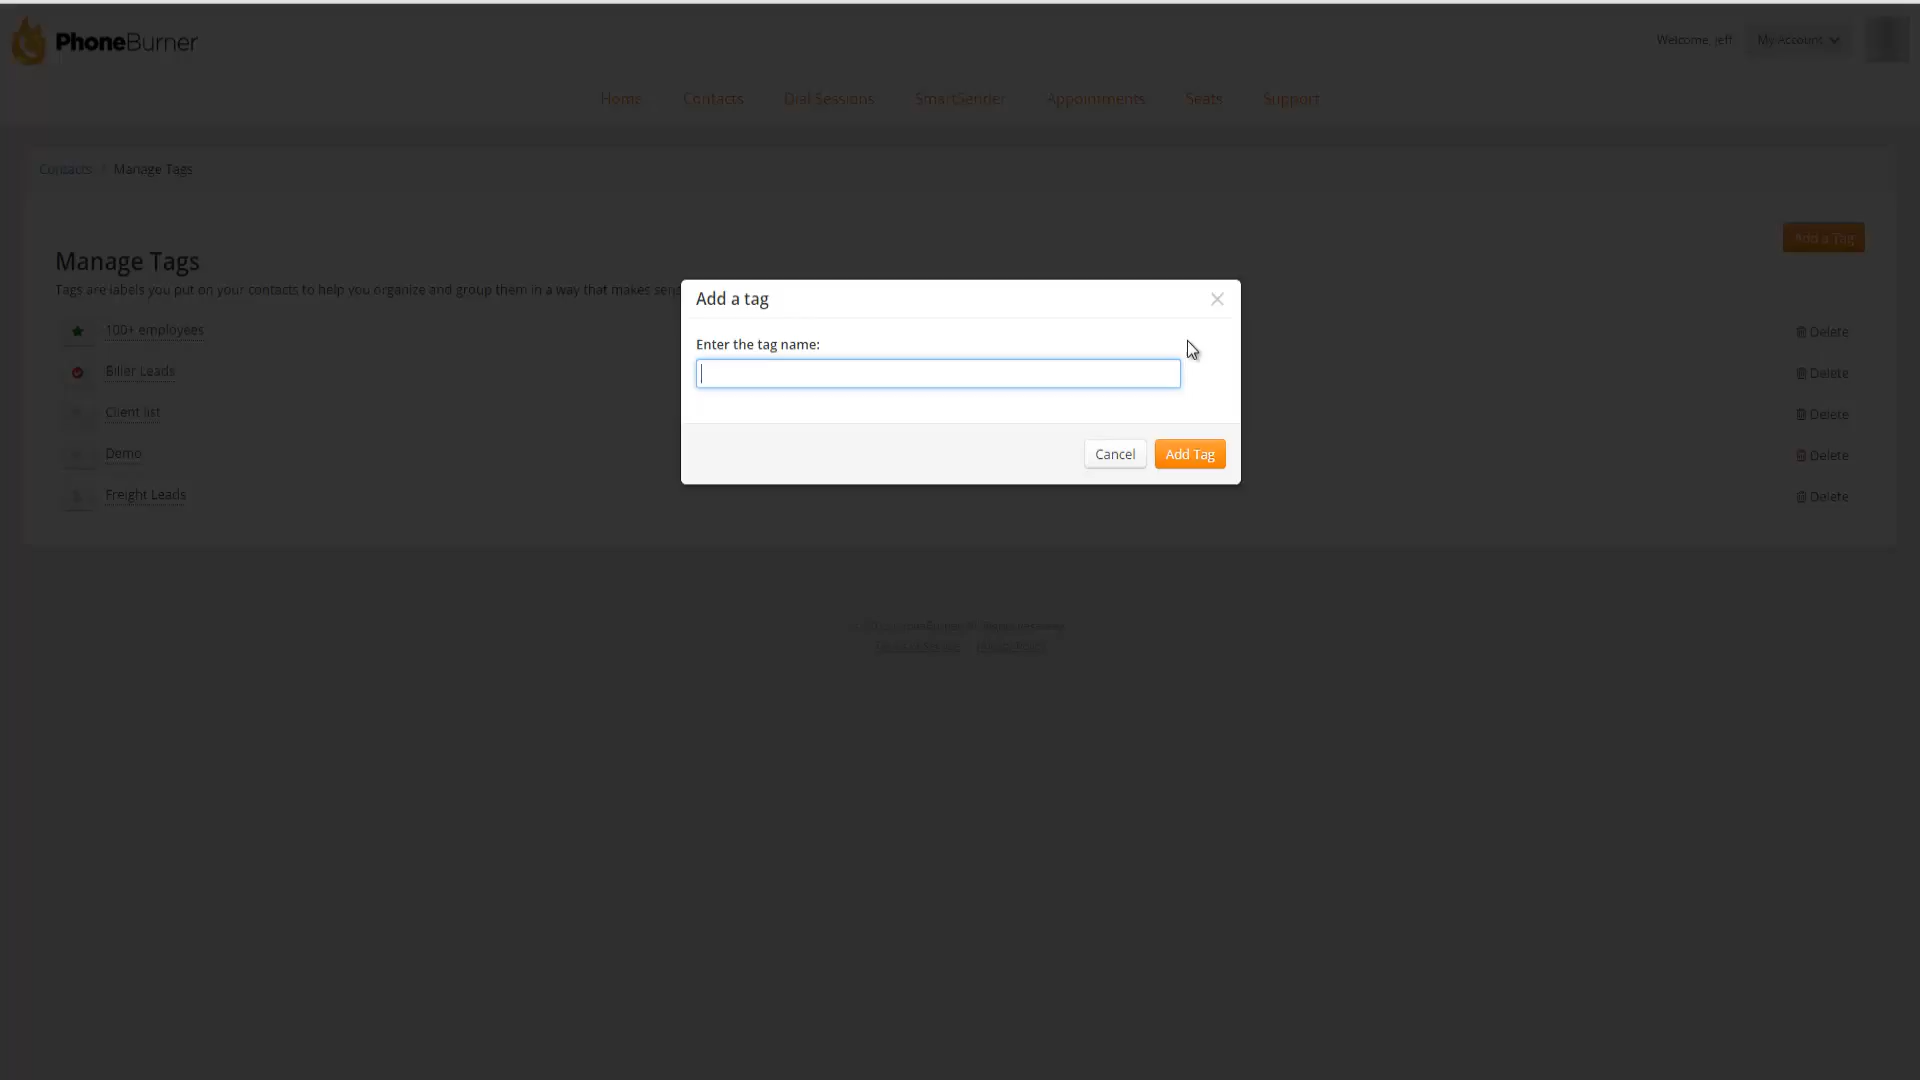 PhoneBurner
Welcome, Jeff
My Account
Home
Contacts
Dial Sessions
SmartSender
Appointments
Seats
Support
Contacts / Manage Tags
Add a Tag
Manage Tags
Tags are labels you put on your contacts to help you organize and group them in a way that makes
Add a tag
Enter the tag name:
Cancel
Add Tag
100+ employees
Delete
Biller Leads
Delete
Client list
Delete
Demo
Delete
Freight Leads
Delete